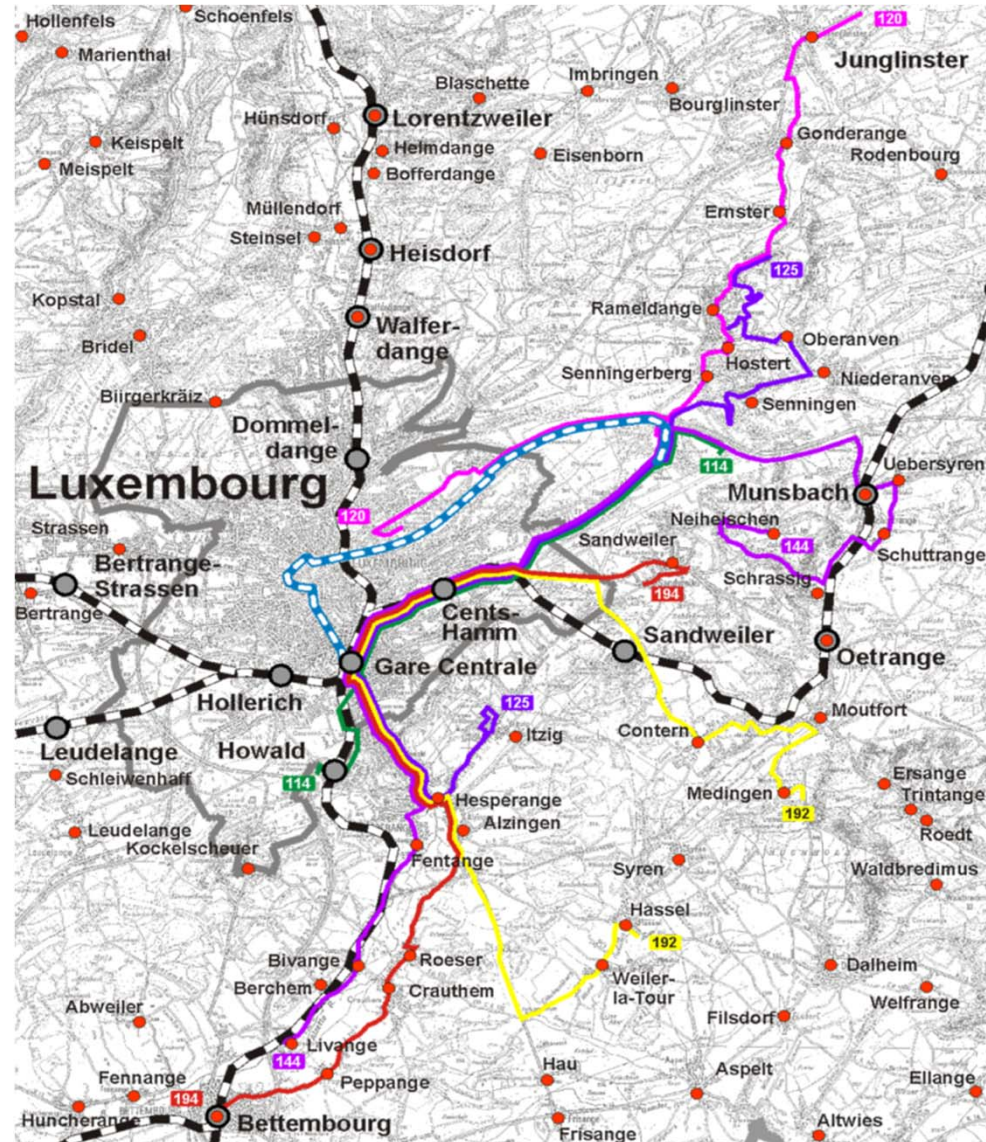 Hollenfels
Schoenfels
120
Marienthal
Junglinster
Imbringen
Blaschette
Bourglinster
Hünsdorf
Lorentzweiler
Keispelt
Helmdange
Gonderange
Meispelt
Eisenborn
Rodenbourg
Bofferdange
Müllendorf
Ernster
Steinsel
Heisdorf
125
Kopstal
Rameldange
Walfer-
dange
Bridel
Oberanven
Hostert
Senningerberg
Niederanven
Biirgerkräiz
Senningen
Dommel-
dange
114
Uebersyren
Luxembourg
Munsbach
120
Neiheischen
Strassen
Sandweiler
144
Schuttrange
Bertrange-
Strassen
Schrassig
194
Bertrange
Cents-
Hamm
Sandweiler
Oetrange
Gare Centrale
Hollerich
125
Moutfort
Itzig
Contern
Leudelange
Howald
Schleiwenhaff
114
Ersange
Medingen
Trintange
Hesperange
192
Roedt
Leudelange
Alzingen
Kockelscheuer
Fentange
Syren
Waldbredimus
Hassel
192
Bivange
Roeser
Dalheim
Weiler-
la-Tour
Berchem
Crauthem
Welfrange
Abweiler
Filsdorf
Livange
144
Fennange
Peppange
Hau
Aspelt
Ellange
194
Huncherange
Bettembourg
Frisange
Altwies